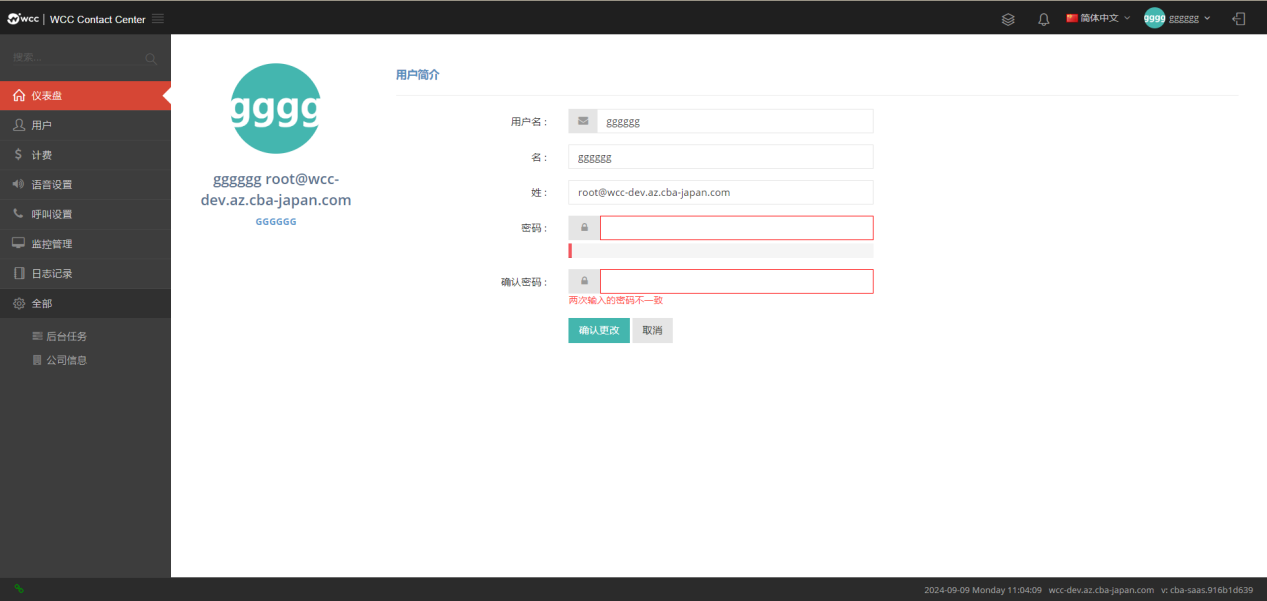 wcc | WCC Contact Center
简体中文
gggg gggggg
搜索...
仪表盘
用户
计费
语音设置
呼叫设置
监控管理
日志记录
全部
后台任务
公司信息
gggg
gggggg root@wcc-
dev.az.cba-japan.com
GGGGGG
用户简介
用户名： gggggg
名： gggggg
姓： root@wcc-dev.az.cba-japan.com
密码：
确认密码：
两次输入的密码不一致
确认更改 取消
2024-09-09 Monday 11:04:09 wcc-dev.az.cba-japan.com v: cba-saas.916b1d639